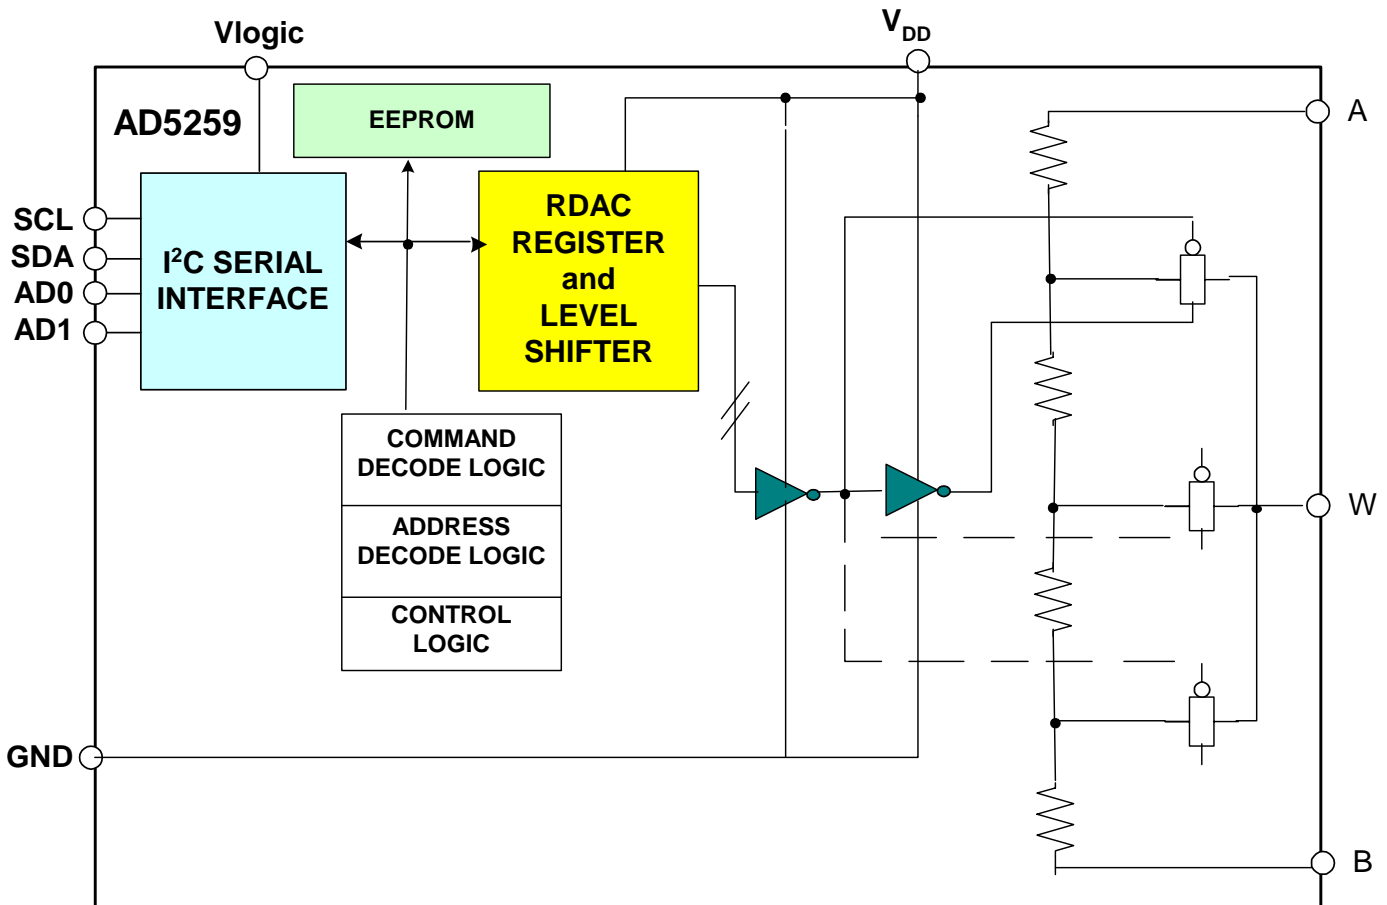 Vlogic
VDD
AD5259
EEPROM
A
SCL
SDA
AD0
AD1
I²C SERIAL
INTERFACE
RDAC
REGISTER
and
LEVEL
SHIFTER
COMMAND
DECODE LOGIC
ADDRESS
DECODE LOGIC
CONTROL
LOGIC
W
GND
B